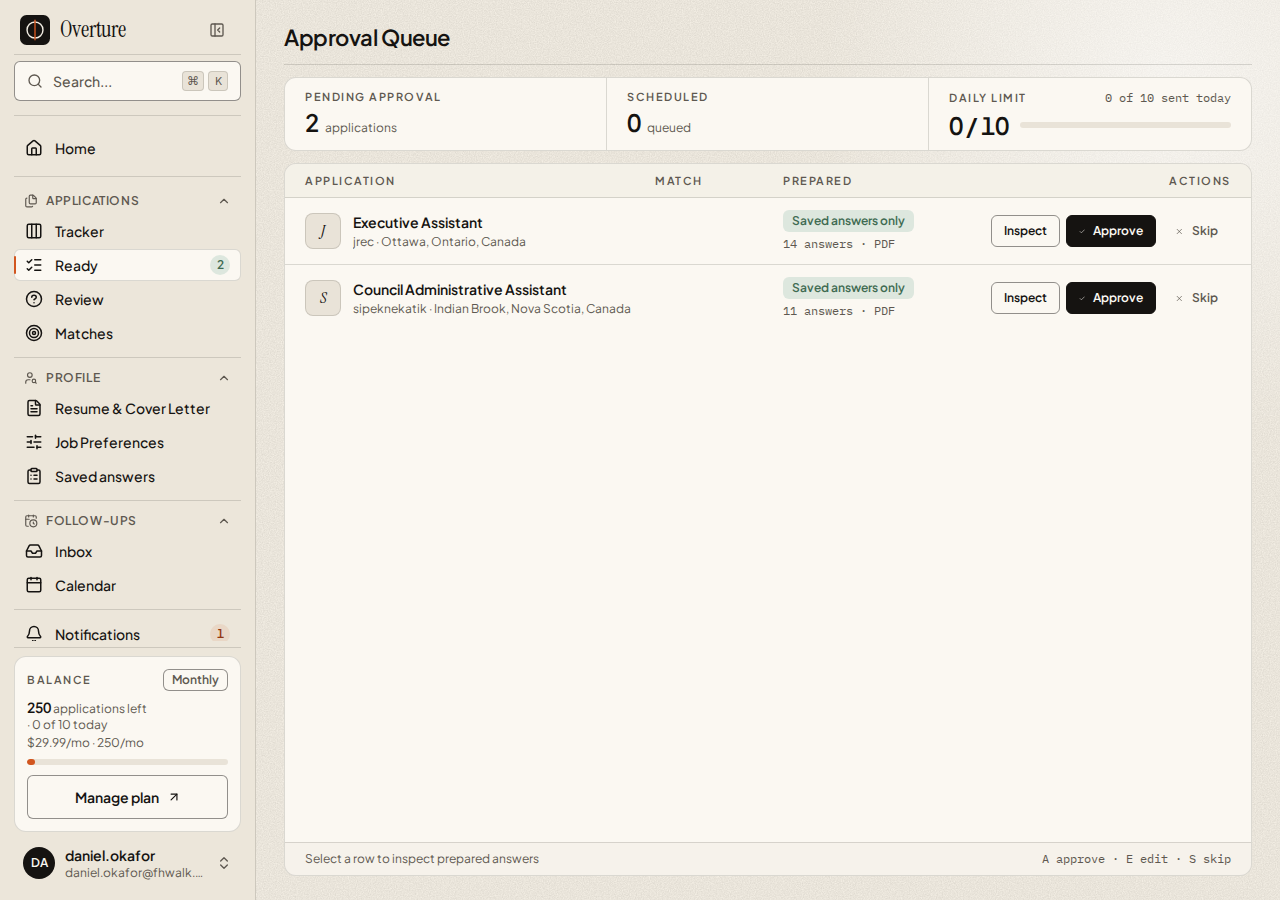 Overture
Search...
⌘ K
Home
APPLICATIONS
Tracker
Ready 2
Review
Matches
PROFILE
Resume & Cover Letter
Job Preferences
Saved answers
FOLLOW-UPS
Inbox
Calendar
Notifications 1
BALANCE Monthly
250 applications left
· 0 of 10 today
$29.99/mo · 250/mo
Manage plan
DA
daniel.okafor
daniel.okafor@fhwalk....
Approval Queue
PENDING APPROVAL
2 applications
SCHEDULED
0 queued
DAILY LIMIT 0 of 10 sent today
0/10
APPLICATION MATCH PREPARED ACTIONS
J
Executive Assistant
jrec · Ottawa, Ontario, Canada
Saved answers only
14 answers · PDF
Inspect Approve Skip
S
Council Administrative Assistant
sipeknekatik · Indian Brook, Nova Scotia, Canada
Saved answers only
11 answers · PDF
Inspect Approve Skip
Select a row to inspect prepared answers
A approve · E edit · S skip